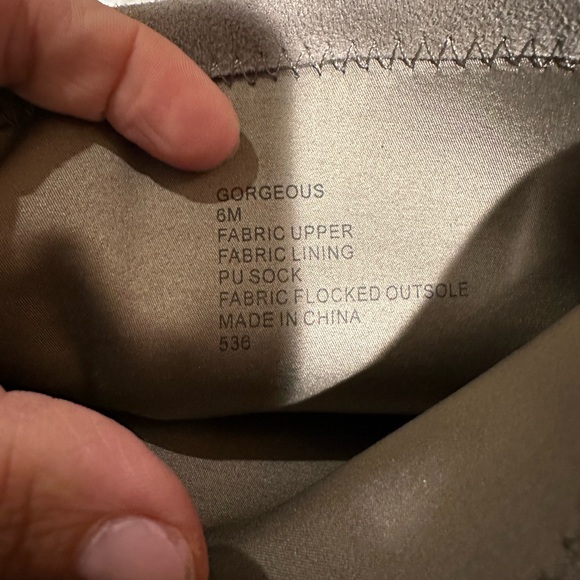 GORGEOUS
6M
FABRIC UPPER
FABRIC LINING
PU SOCK
FABRIC FLOCKED OUTSOLE
MADE IN CHINA
536